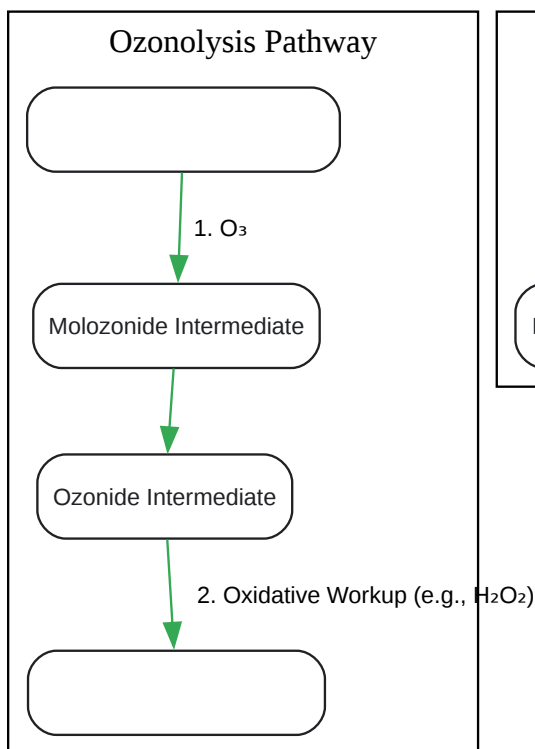 Ozonolysis Pathway
1. O₃
Molozonide Intermediate
Ozonide Intermediate
2. Oxidative Workup (e.g., H₂O₂)